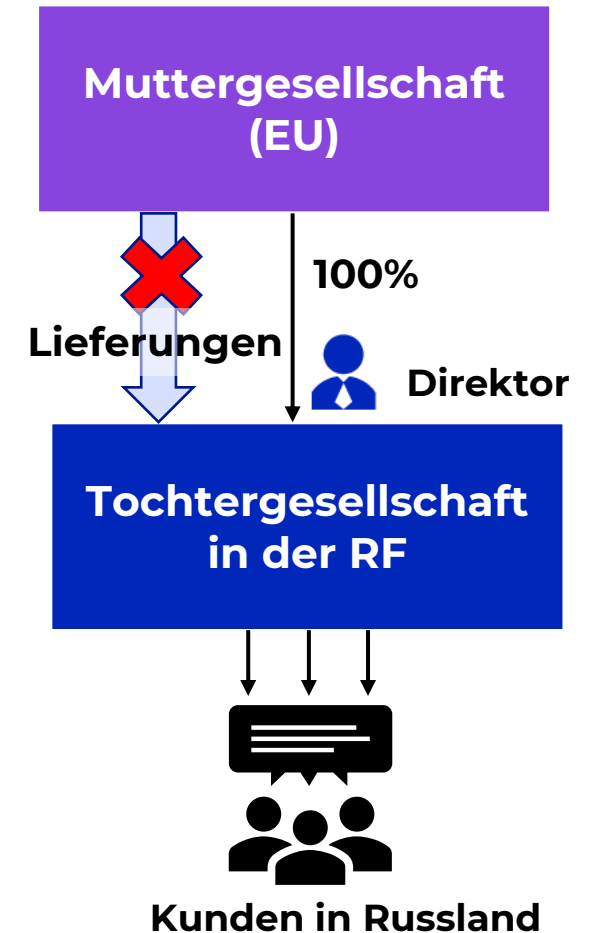 Muttergesellschaft
(EU)
100%
Lieferungen
Direktor
Tochtergesellschaft
in der RF
Kunden in Russland